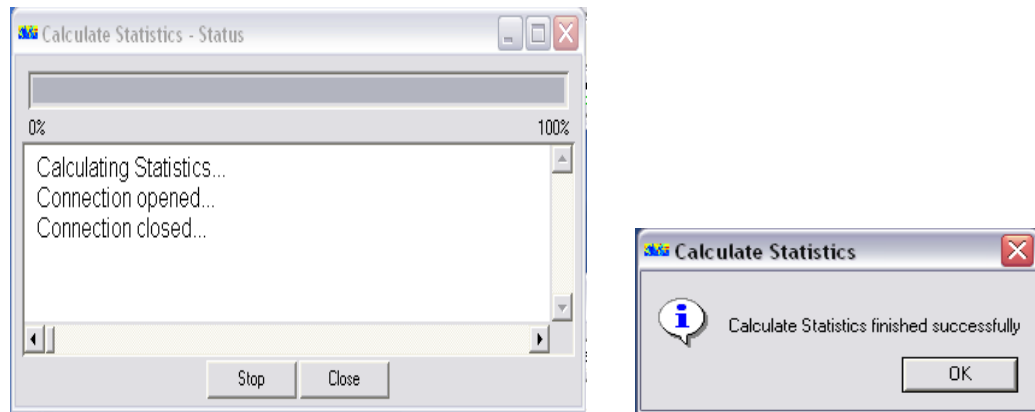 Calculate Statistics - Status
0% 100%
Calculating Statistics...
Connection opened...
Connection closed...
Stop Close
Calculate Statistics
Calculate Statistics finished successfully
OK